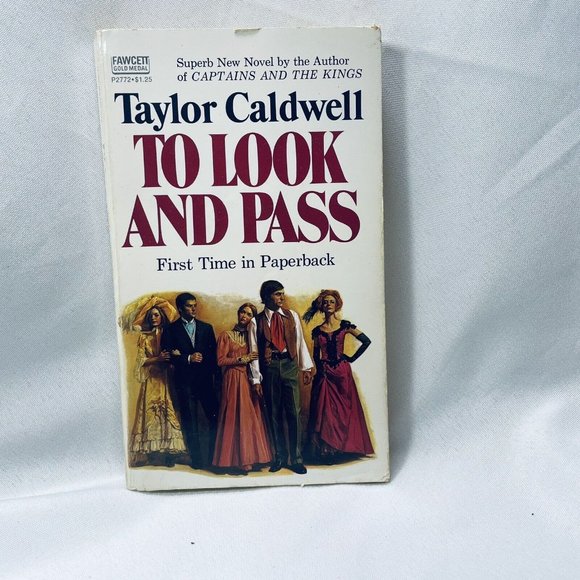 FAWCETT
GOLD MEDAL
P2772•$1.25
Superb New Novel by the Author
of CAPTAINS AND THE KINGS
Taylor Caldwell
TO LOOK
AND PASS
First Time in Paperback